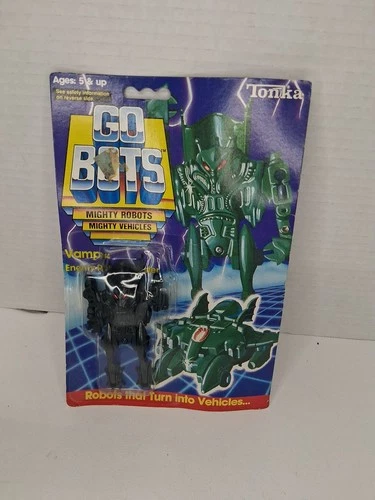 Ages: 5 & up
See safety information
on reverse side.
Tonka
GO
BOTS
™
MIGHTY ROBOTS
MIGHTY VEHICLES
Robots that Turn into Vehicles...